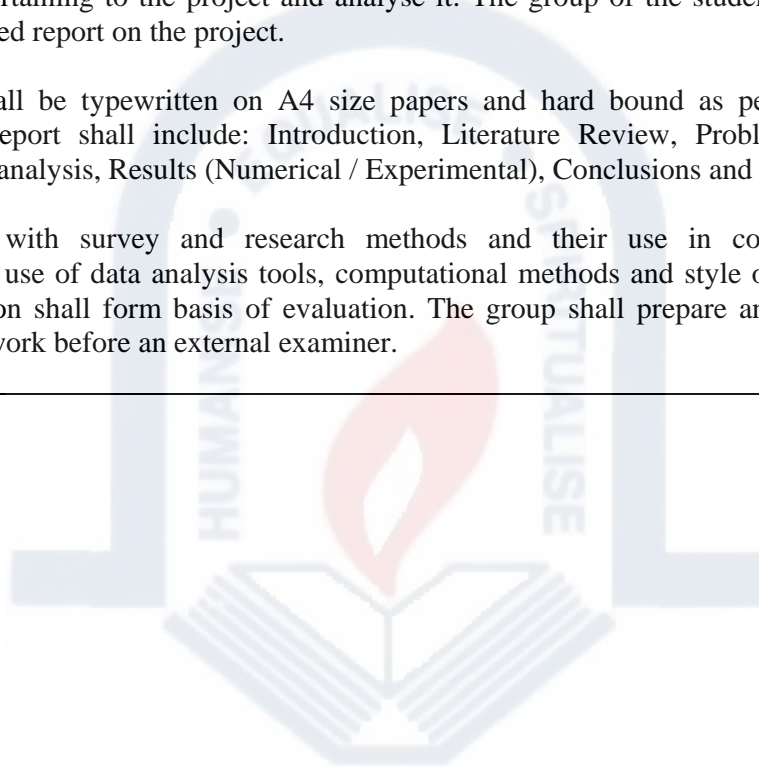 rtaining to the project and analyse it. The group of the studen
ed report on the project.
all be typewritten on A4 size papers and hard bound as pe
eport shall include: Introduction, Literature Review, Probl
analysis, Results (Numerical / Experimental), Conclusions and
with survey and research methods and their use in co
use of data analysis tools, computational methods and style o
on shall form basis of evaluation. The group shall prepare an
work before an external examiner.
HUMANISE • EQUALISE • SPIRTUALISE